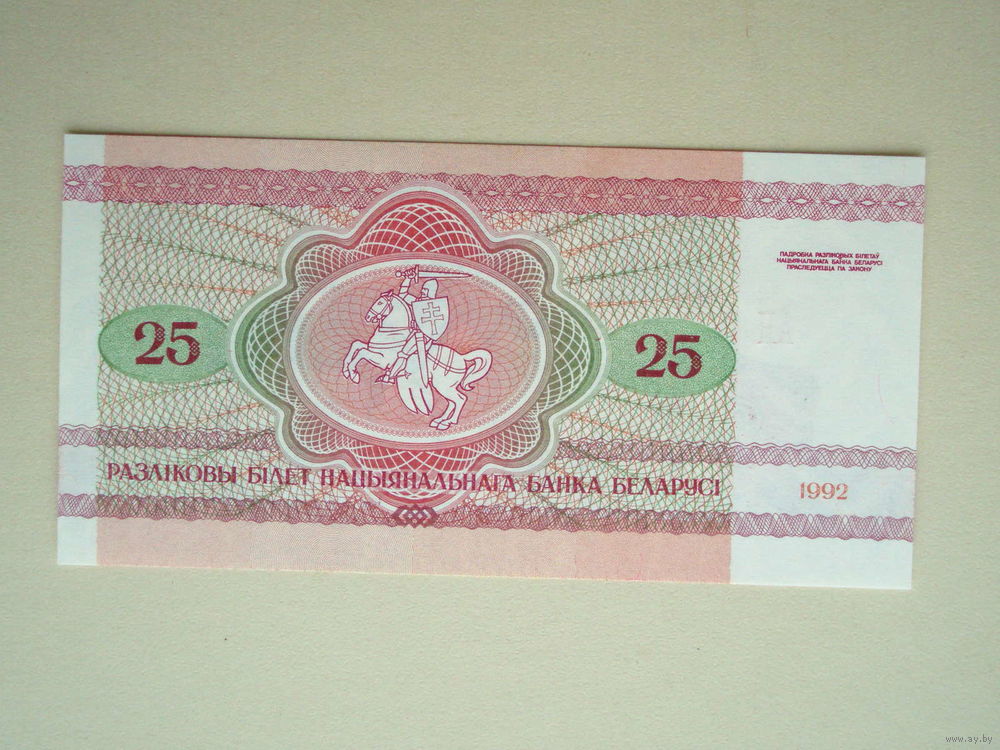 ПАДРОБКА РАЗЛІКОВЫХ БІЛЕТАЎ
НАЦЫЯНАЛЬНАГА БАНКА БЕЛАРУСІ
ПРАСЛЕДУЕЦЦА ПА ЗАКОНУ
25
25
РАЗЛІКОВЫ БІЛЕТ НАЦЫЯНАЛЬНАГА БАНКА БЕЛАРУСІ
1992
www.ay.by